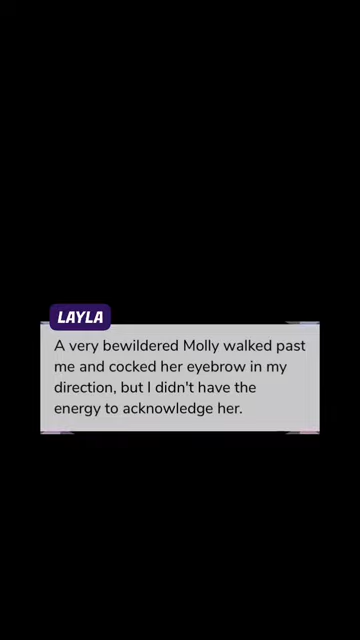 LAYLA
A very bewildered Molly walked past
me and cocked her eyebrow in my
direction, but I didn't have the
energy to acknowledge her.